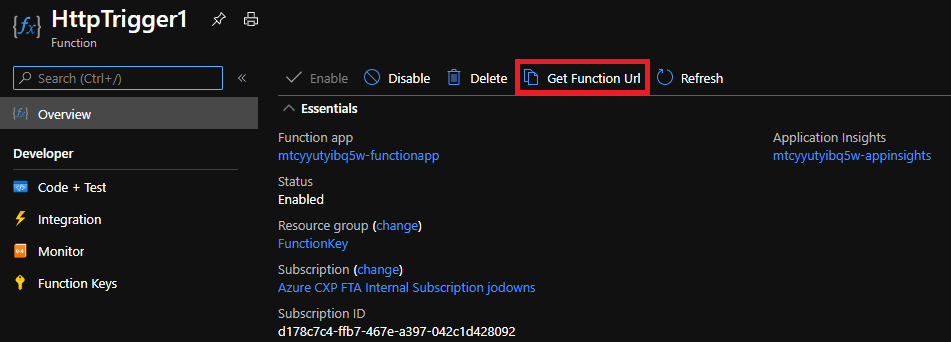 HttpTrigger1
Function
Search (Ctrl+/)
Overview
Developer
Code + Test
Integration
Monitor
Function Keys
Enable Disable Delete Get Function Url Refresh
Essentials
Function app
mtcyyutyibq5w-functionapp
Status
Enabled
Resource group (change)
FunctionKey
Subscription (change)
Azure CXP FTA Internal Subscription jodowns
Subscription ID
d178c7c4-ffb7-467e-a397-042c1d428092
Application Insights
mtcyyutyibq5w-appinsights